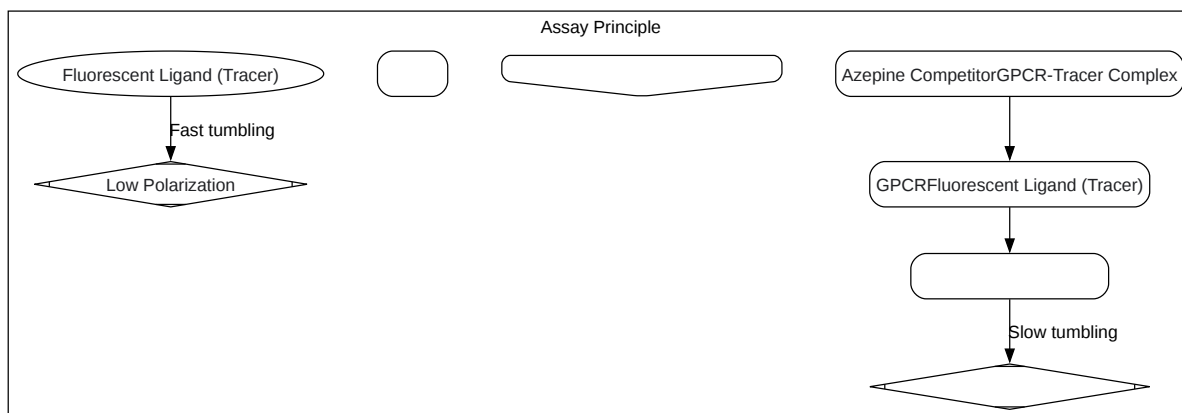 Assay Principle
Fluorescent Ligand (Tracer)
Azepine CompetitorGPCR-Tracer Complex
Fast tumbling
Low Polarization
GPCRFluorescent Ligand (Tracer)
Slow tumbling